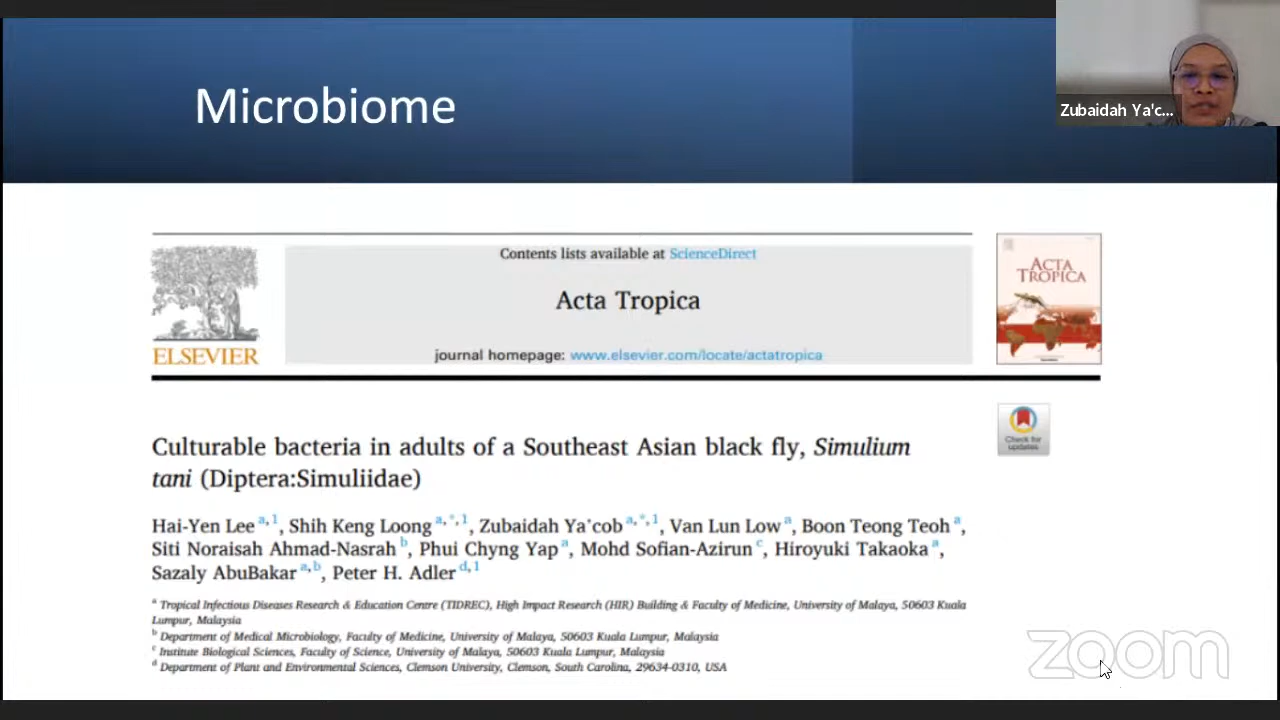 Microbiome
Zubaidah Ya'c...
Contents lists available at ScienceDirect
Acta Tropica
journal homepage: www.elsevier.com/locate/actatropica
ELSEVIER
ACTA
TROPICA
Check for
updates
Culturable bacteria in adults of a Southeast Asian black fly, Simulium
tani (Diptera:Simuliidae)
Hai-Yen Lee a,1, Shih Keng Loong a,*,1, Zubaidah Ya'cob a,*,1, Van Lun Low a, Boon Teong Teoh a,
Siti Noraisah Ahmad-Nasrah b, Phui Chyng Yap a, Mohd Sofian-Azirun c, Hiroyuki Takaoka a,
Sazaly AbuBakar a,b, Peter H. Adler d,1
a Tropical Infectious Diseases Research & Education Centre (TIDREC), High Impact Research (HIR) Building & Faculty of Medicine, University of Malaya, 50603 Kuala
Lumpur, Malaysia
b Department of Medical Microbiology, Faculty of Medicine, University of Malaya, 50603 Kuala Lumpur, Malaysia
c Institute Biological Sciences, Faculty of Science, University of Malaya, 50603 Kuala Lumpur, Malaysia
d Department of Plant and Environmental Sciences, Clemson University, Clemson, South Carolina, 29634-0310, USA
zoom